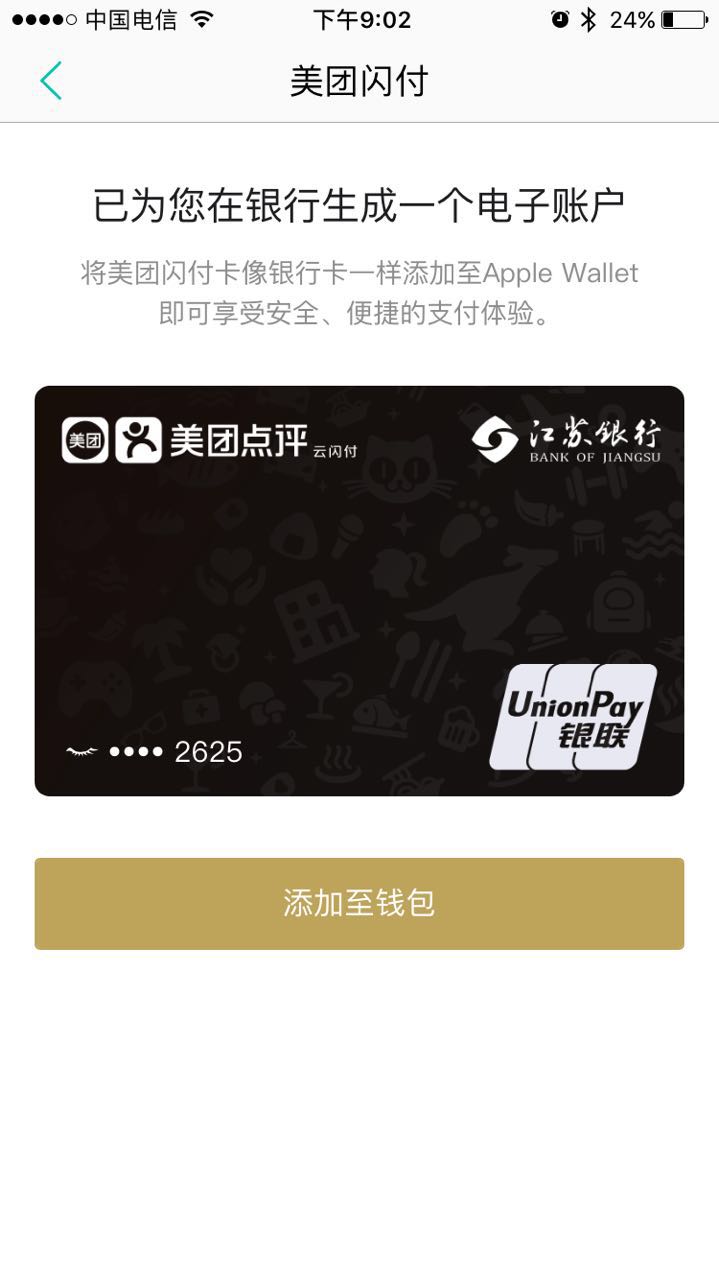 中国电信
下午9:02
24%
美团闪付
已为您在银行生成一个电子账户
将美团闪付卡像银行卡一样添加至Apple Wallet
即可享受安全、便捷的支付体验。
美团 美团点评 云闪付
江苏银行
BANK OF JIANGSU
UnionPay
银联
•••• 2625
添加至钱包